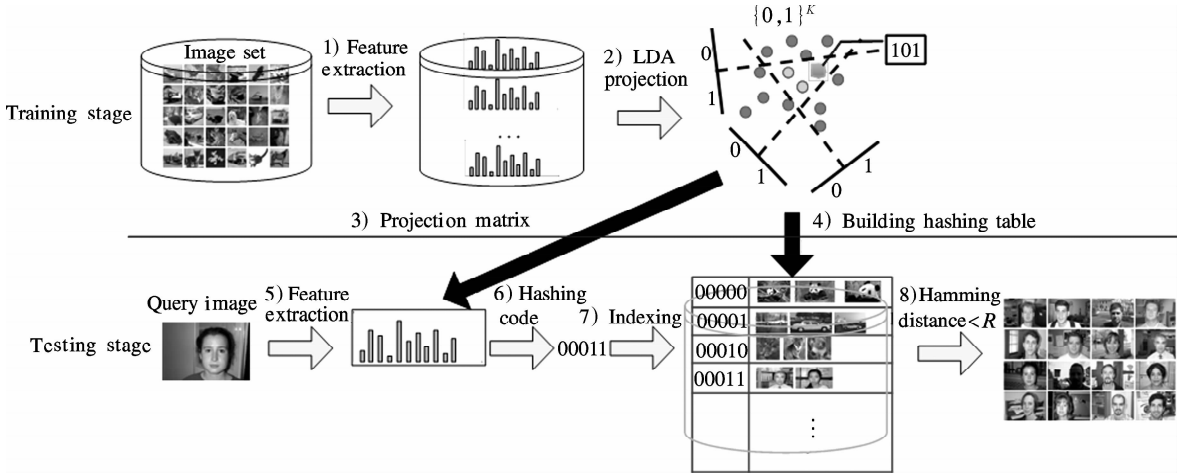 Training stage
Image set
1) Feature
extraction
. . .
2) LDA
projection
{0,1}^K
0
1
0
1
0
1
101
3) Projection matrix
4) Building hashing table
Testing stage
Query image
5) Feature
extraction
6) Hashing
code
00011
7) Indexing
00000
00001
00010
00011
⋮
8) Hamming
distance<R